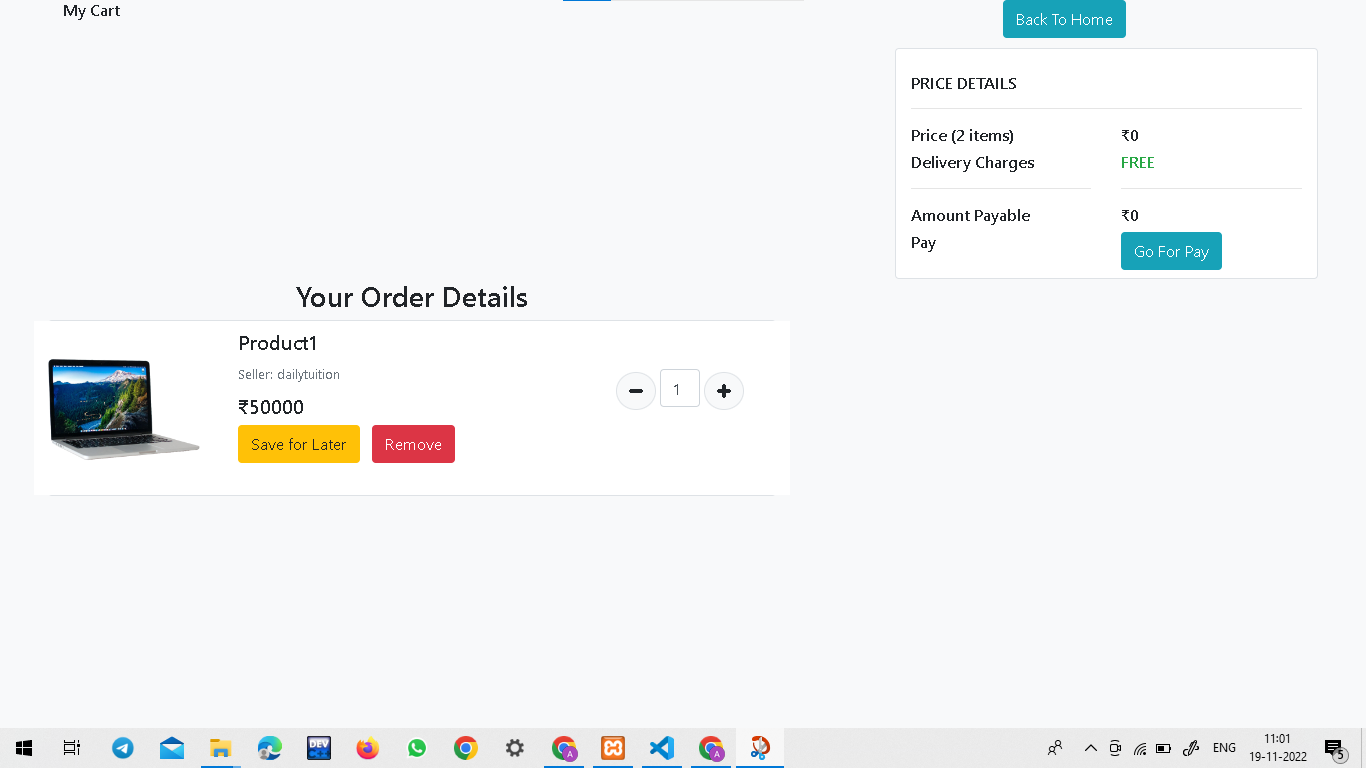 My Cart
Back To Home
PRICE DETAILS
Price (2 items) ₹0
Delivery Charges FREE
Amount Payable ₹0
Pay Go For Pay
Your Order Details
Product1
Seller: dailytuition
₹50000
1
Save for Later Remove
DEV
A
A
ENG
11:01
19-11-2022
5